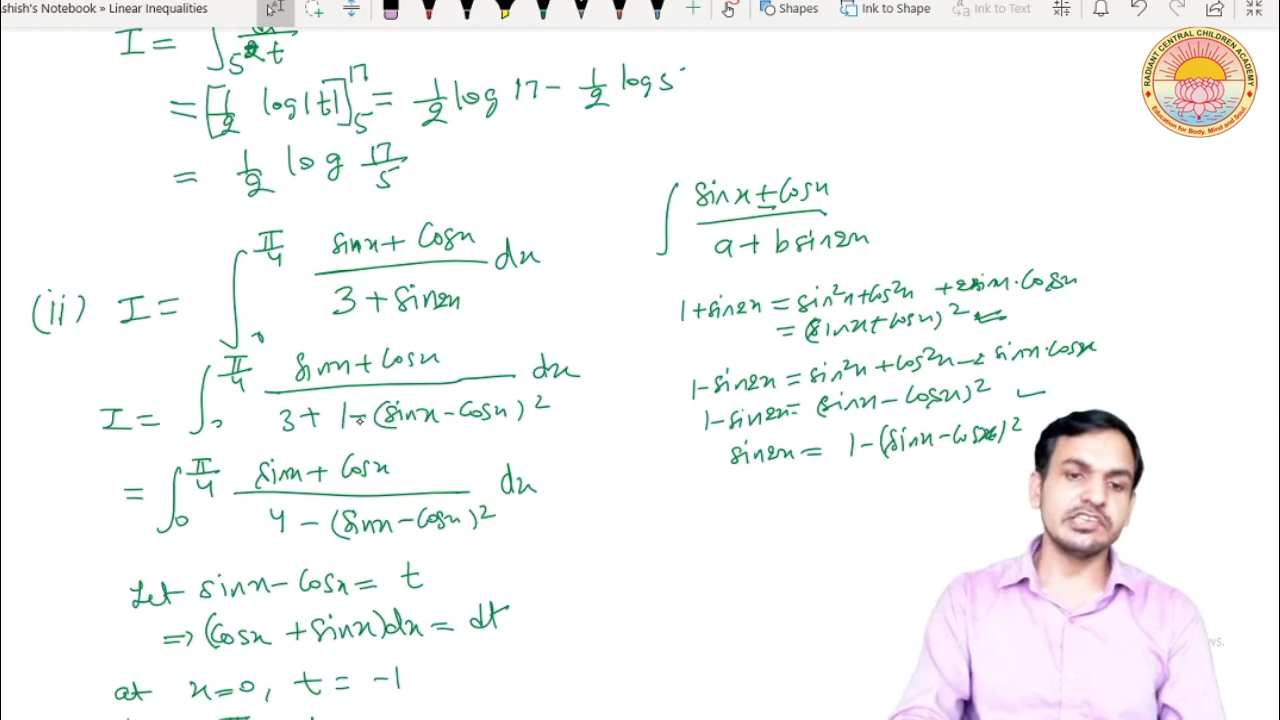 shish's Notebook » Linear Inequalities
Shapes Ink to Shape Ink to Text
RADIANT CENTRAL CHILDREN ACADEMY
Education for Body, Mind and Soul.
I = ∫
= [1/2 log|t|]₅¹⁷ = 1/2 log 17 - 1/2 log 5
= 1/2 log 17/5
(ii) I = ∫₀^(π/4) (sinx + cosx)/(3 + sin2x) dx
I = ∫₀^(π/4) (sinx + cosx)/(3 + 1 - (sinx - cosx)²) dx
= ∫₀^(π/4) (sinx + cosx)/(4 - (sinx - cosx)²) dx
Let sinx - cosx = t
⇒ (cosx + sinx)dx = dt
at x=0, t = -1
∫ (sinx + cosx)/(a + b sin2x)
1 + sin2x = sin²x + cos²x + 2sinx·cosx
= (sinx + cosx)²
1 - sin2x = sin²x + cos²x - 2 sinx·cosx
1 - sin2x = (sinx - cosx)²
sin2x = 1 - (sinx - cosx)²